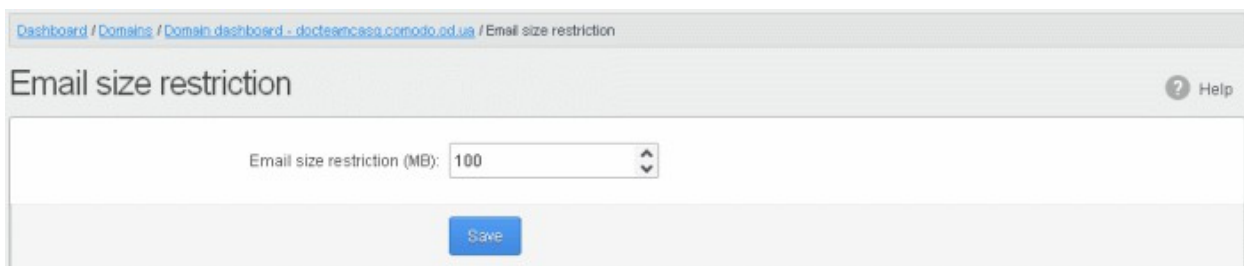 Dashboard / Domains / Domain dashboard - docteamcasg.comodo.od.ua / Email size restriction
Email size restriction
? Help
Email size restriction (MB): 100
Save